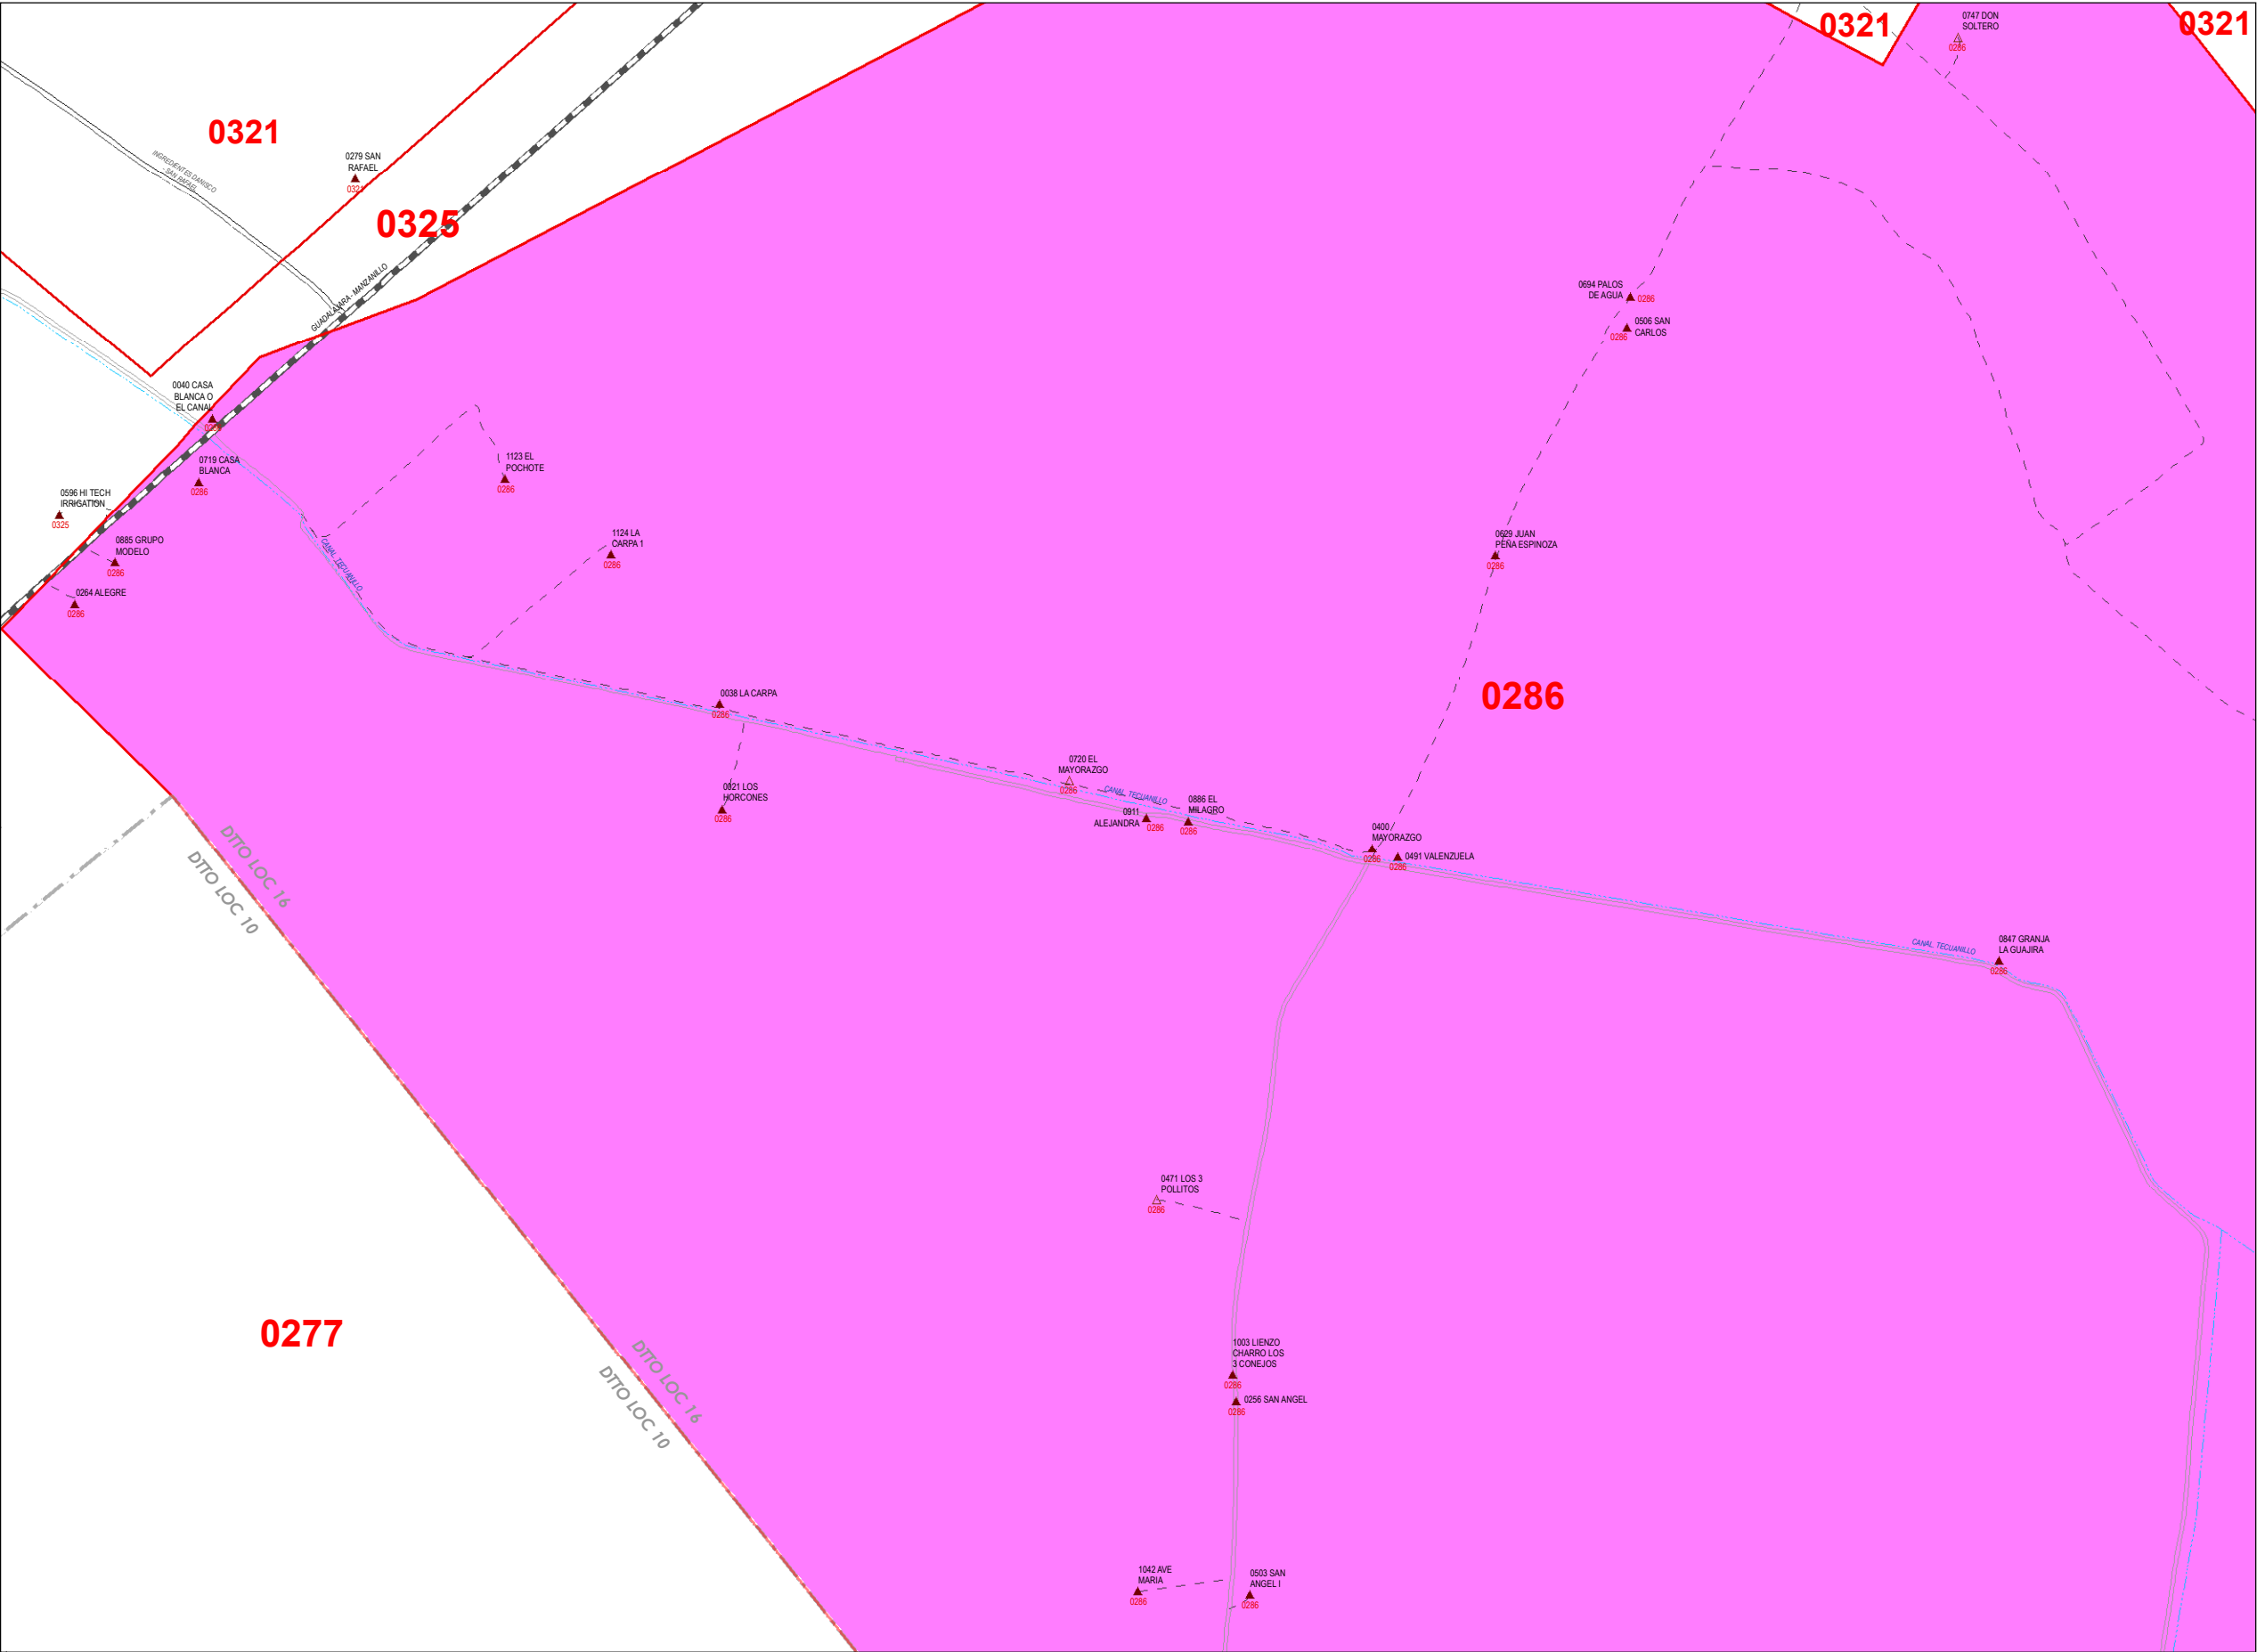 0321
0321
0747 DON
SOLTERO
0286
0321
INGREDIENTES DANISCO
SAN RAFAEL
0279 SAN
RAFAEL
0321
0325
GUADALAJARA - MANZANILLO
0694 PALOS
DE AGUA
0286
0506 SAN
CARLOS
0286
0040 CASA
BLANCA O
EL CANAL
0719 CASA
BLANCA
0286
1123 EL
POCHOTE
0286
0596 HI TECH
IRRIGATION
0325
0885 GRUPO
MODELO
0286
0264 ALEGRE
0286
CANAL TECUANILLO
1124 LA
CARPA 1
0286
0629 JUAN
PEÑA ESPINOZA
0286
0286
0038 LA CARPA
0286
0821 LOS
HORCONES
0286
0720 EL
MAYORAZGO
0286
CANAL TECUANILLO
0911
ALEJANDRA
0286
0886 EL
MILAGRO
0286
0400
MAYORAZGO
0286
0491 VALENZUELA
0286
DTTO LOC 16
DTTO LOC 10
CANAL TECUANILLO
0847 GRANJA
LA GUAJIRA
0286
0471 LOS 3
POLLITOS
0286
0277
DTTO LOC 16
DTTO LOC 10
1003 LIENZO
CHARRO LOS
3 CONEJOS
0286
0256 SAN ANGEL
0286
1042 AVE
MARIA
0286
0503 SAN
ANGEL I
0286